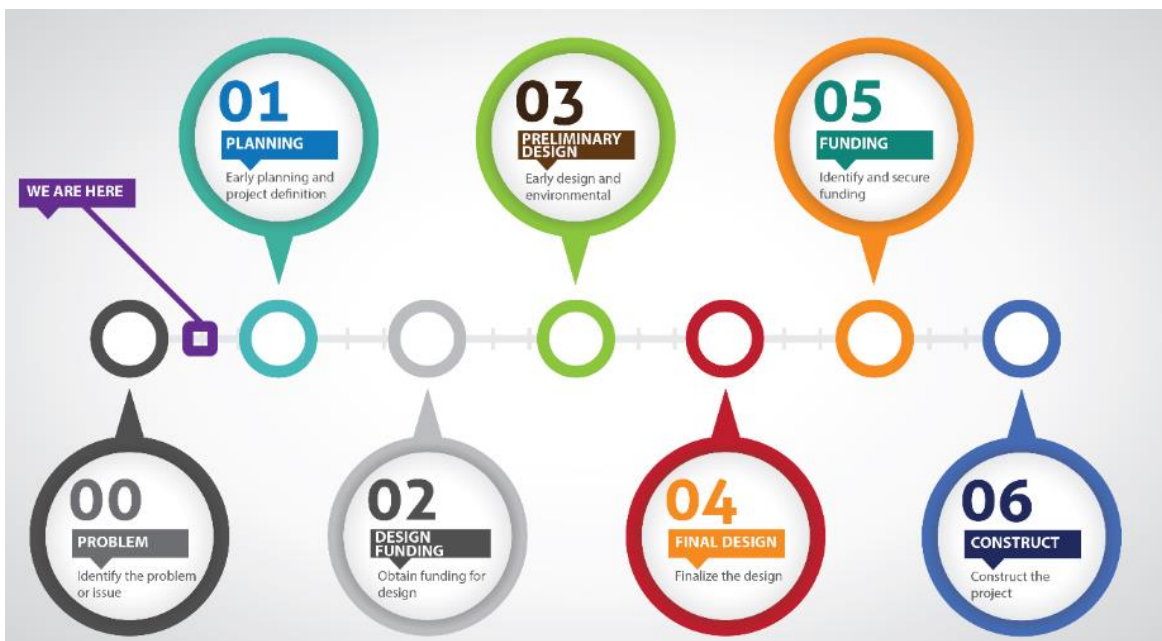 01
PLANNING
Early planning and
project definition
03
PRELIMINARY
DESIGN
Early design and
environmental
05
FUNDING
Identify and secure
funding
WE ARE HERE
00
PROBLEM
Identify the problem
or issue
02
DESIGN
FUNDING
Obtain funding for
design
04
FINAL DESIGN
Finalize the design
06
CONSTRUCT
Construct the
project